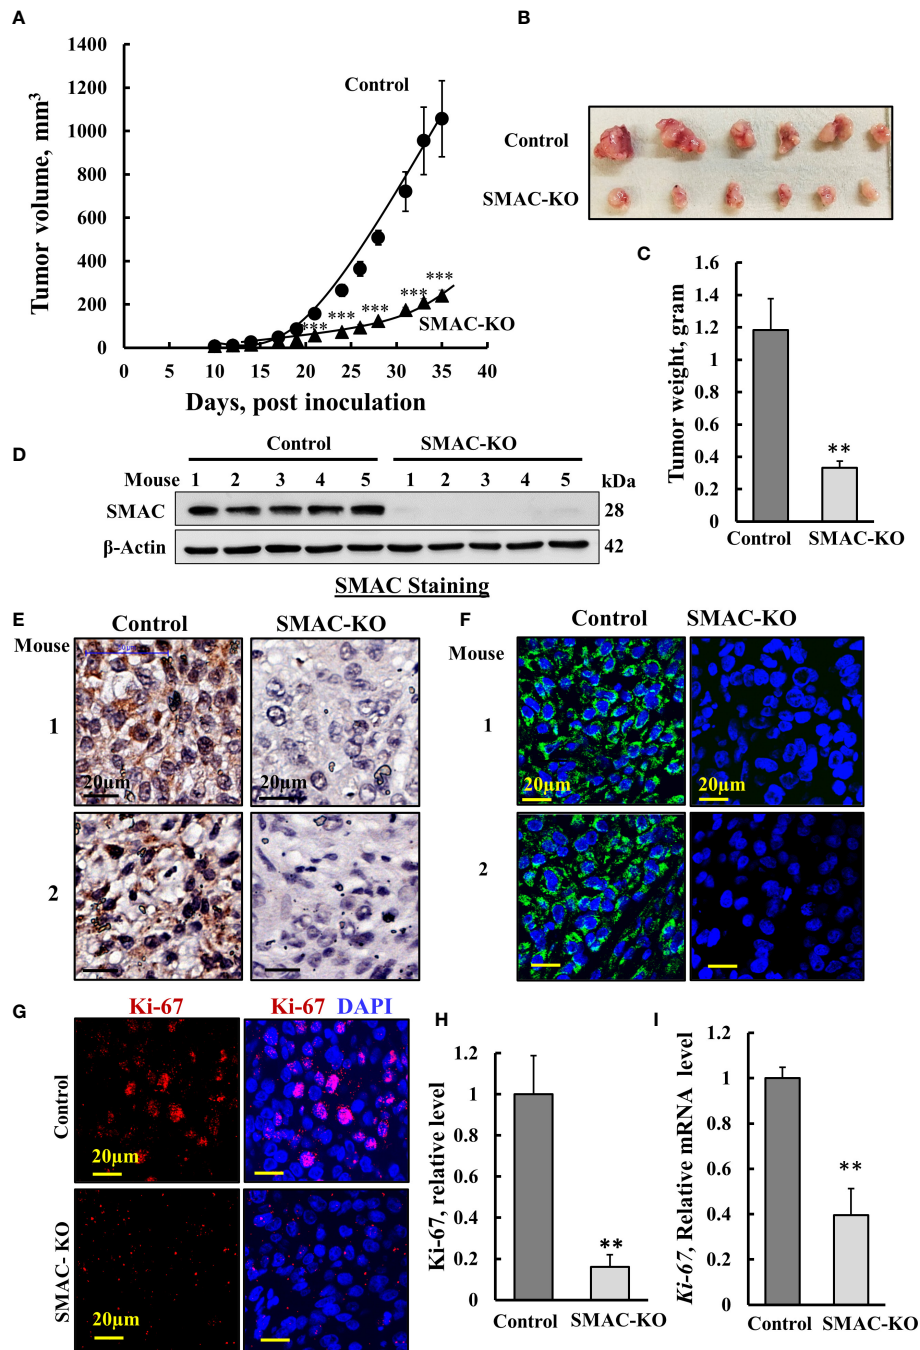 A
1400
1200
1000
800
600
400
200
0
Tumor volume, mm³
Control
***
***
***
***
***
SMAC-KO
0 5 10 15 20 25 30 35 40
Days, post inoculation
B
Control
SMAC-KO
C
1.6
1.4
1.2
1
0.8
0.6
0.4
0.2
0
Tumor weight, gram
**
Control SMAC-KO
D
Control SMAC-KO
Mouse 1 2 3 4 5 1 2 3 4 5 kDa
SMAC 28
β-Actin 42
SMAC Staining
E
Control SMAC-KO
Mouse
1
20µm 20µm
2
F
Control SMAC-KO
Mouse
1
20µm 20µm
2
G
Ki-67 Ki-67 DAPI
Control
20µm
SMAC- KO
20µm
H
1.2
1
0.8
0.6
0.4
0.2
0
Ki-67, relative level
**
Control SMAC-KO
I
1.2
1
0.8
0.6
0.4
0.2
0
Ki-67, Relative mRNA level
**
Control SMAC-KO